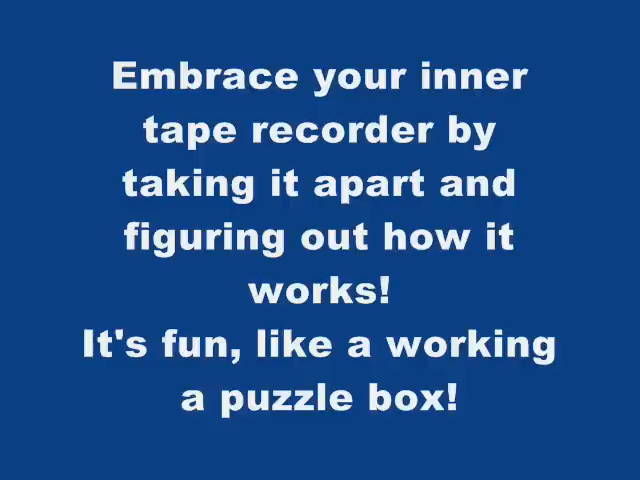 Embrace your inner
tape recorder by
taking it apart and
figuring out how it
works!
It's fun, like a working
a puzzle box!